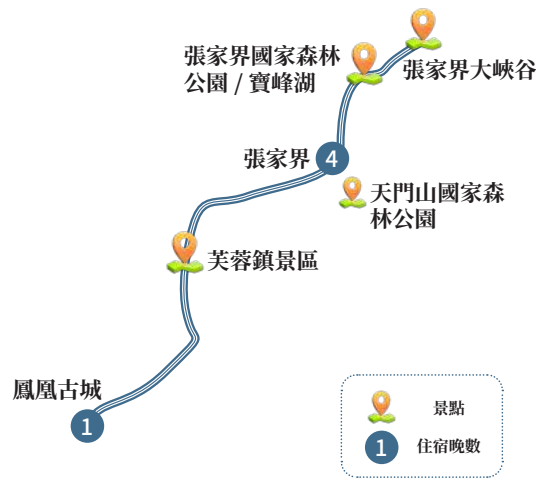 張家界國家森林
公園 / 寶峰湖
張家界大峽谷
張家界
4
天門山國家森
林公園
芙蓉鎮景區
鳳凰古城
1
景點
1
住宿晚數